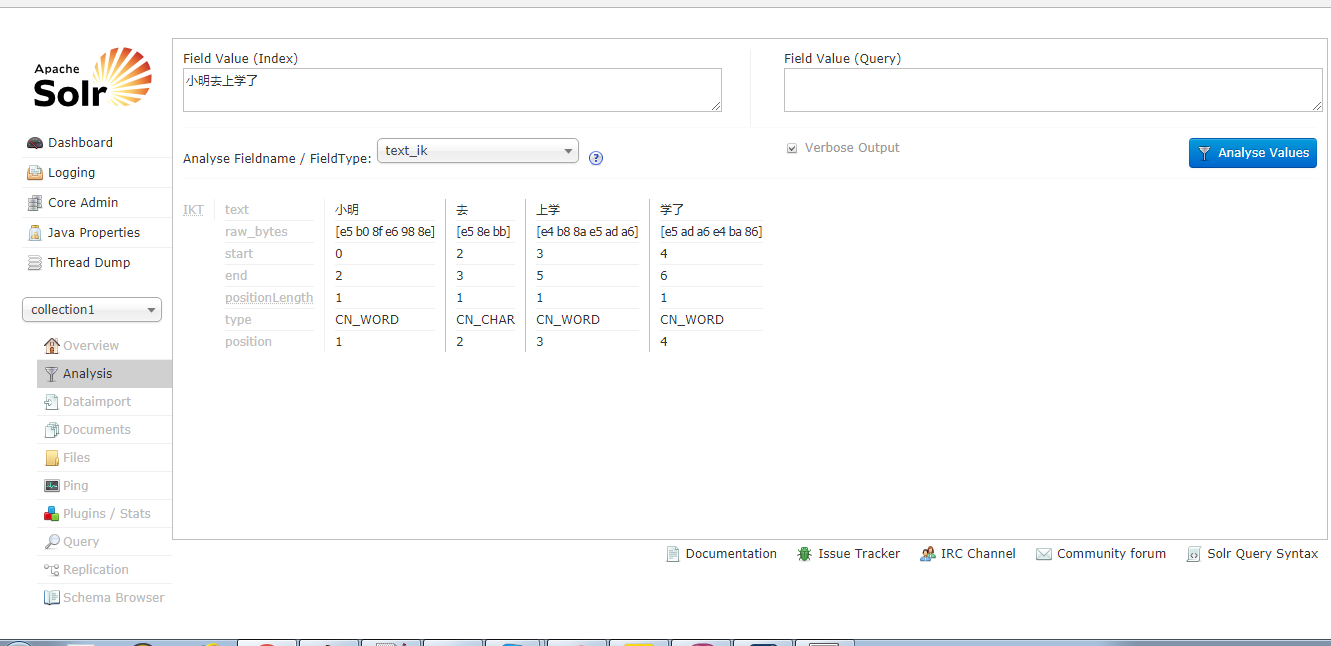 Apache
Solr
Dashboard
Logging
Core Admin
Java Properties
Thread Dump
collection1
Overview
Analysis
Dataimport
Documents
Files
Ping
Plugins / Stats
Query
Replication
Schema Browser
Field Value (Index)
小明去上学了
Field Value (Query)
Analyse Fieldname / FieldType: text_ik ?
Verbose Output
Analyse Values
IKT text 小明 去 上学 学了
raw_bytes [e5 b0 8f e6 98 8e] [e5 8e bb] [e4 b8 8a e5 ad a6] [e5 ad a6 e4 ba 86]
start 0 2 3 4
end 2 3 5 6
positionLength 1 1 1 1
type CN_WORD CN_CHAR CN_WORD CN_WORD
position 1 2 3 4
Documentation Issue Tracker IRC Channel Community forum Solr Query Syntax